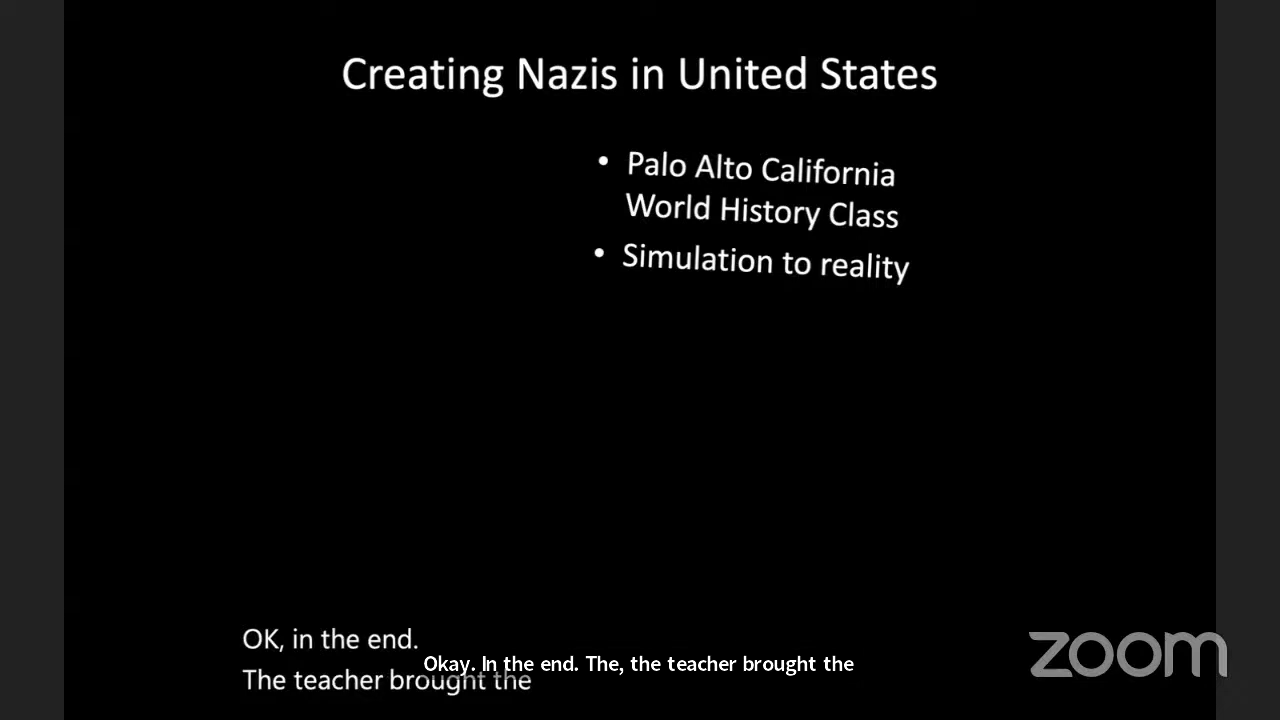 Creating Nazis in United States
• Palo Alto California
World History Class
• Simulation to reality
OK, in the end.
The teacher brought the
Okay. In the end. The, the teacher brought the
zoom